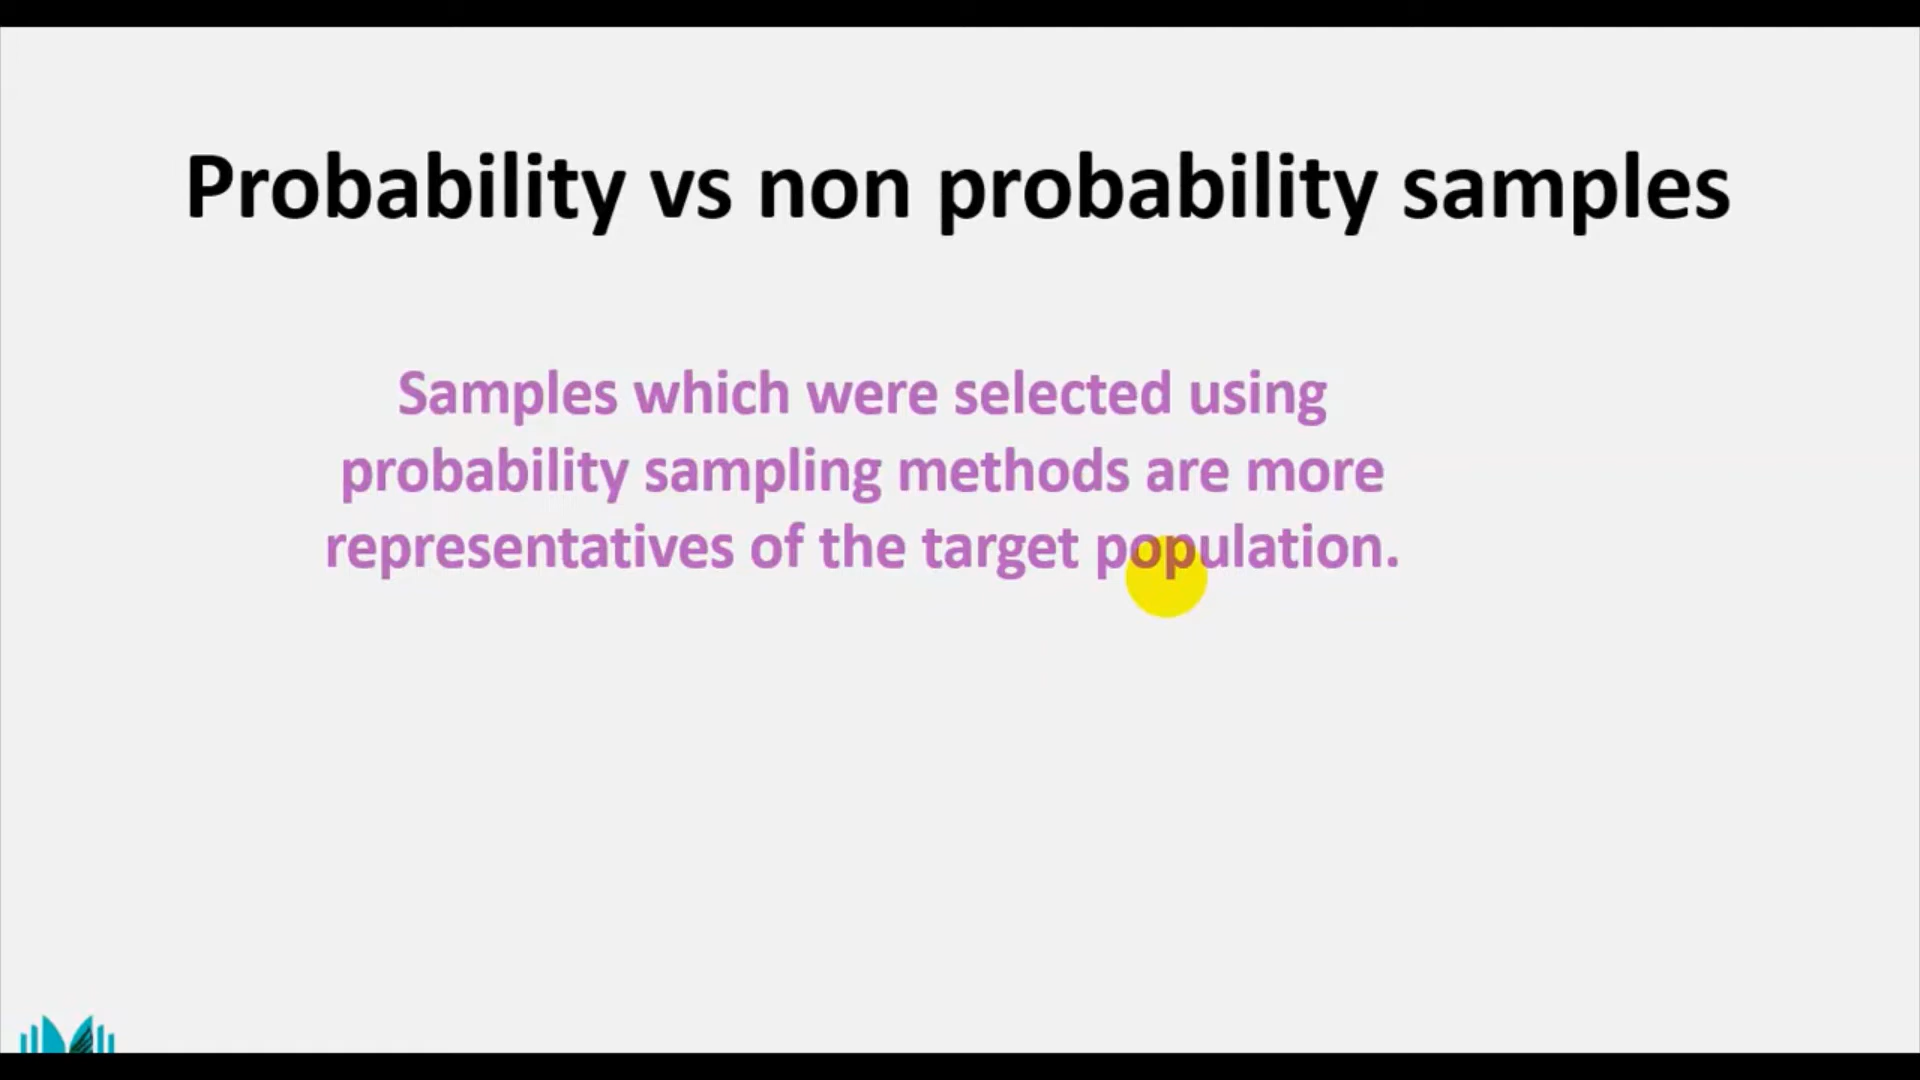 Probability vs non probability samples
Samples which were selected using
probability sampling methods are more
representatives of the target population.